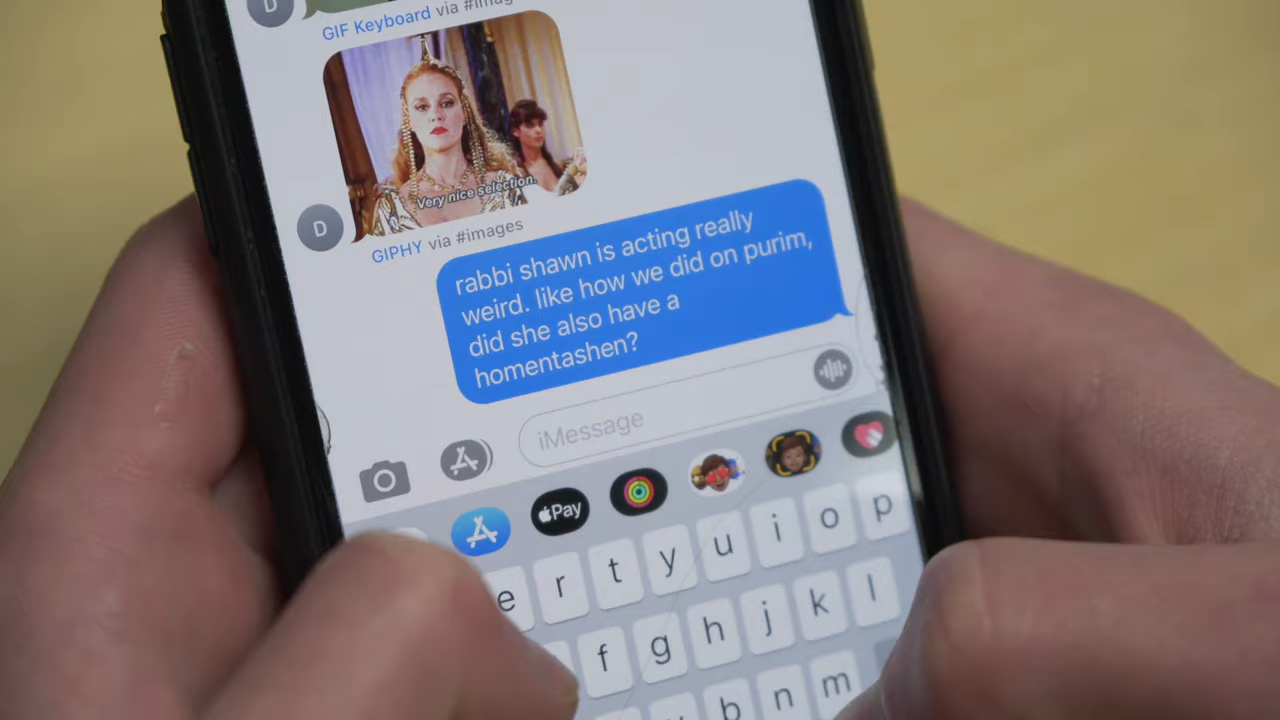 D
GIF Keyboard via #images
Very nice selection.
D
GIPHY via #images
rabbi shawn is acting really
weird. like how we did on purim,
did she also have a
homentashen?
iMessage
Pay
e r t y u i o p
f g h j k l
b n m